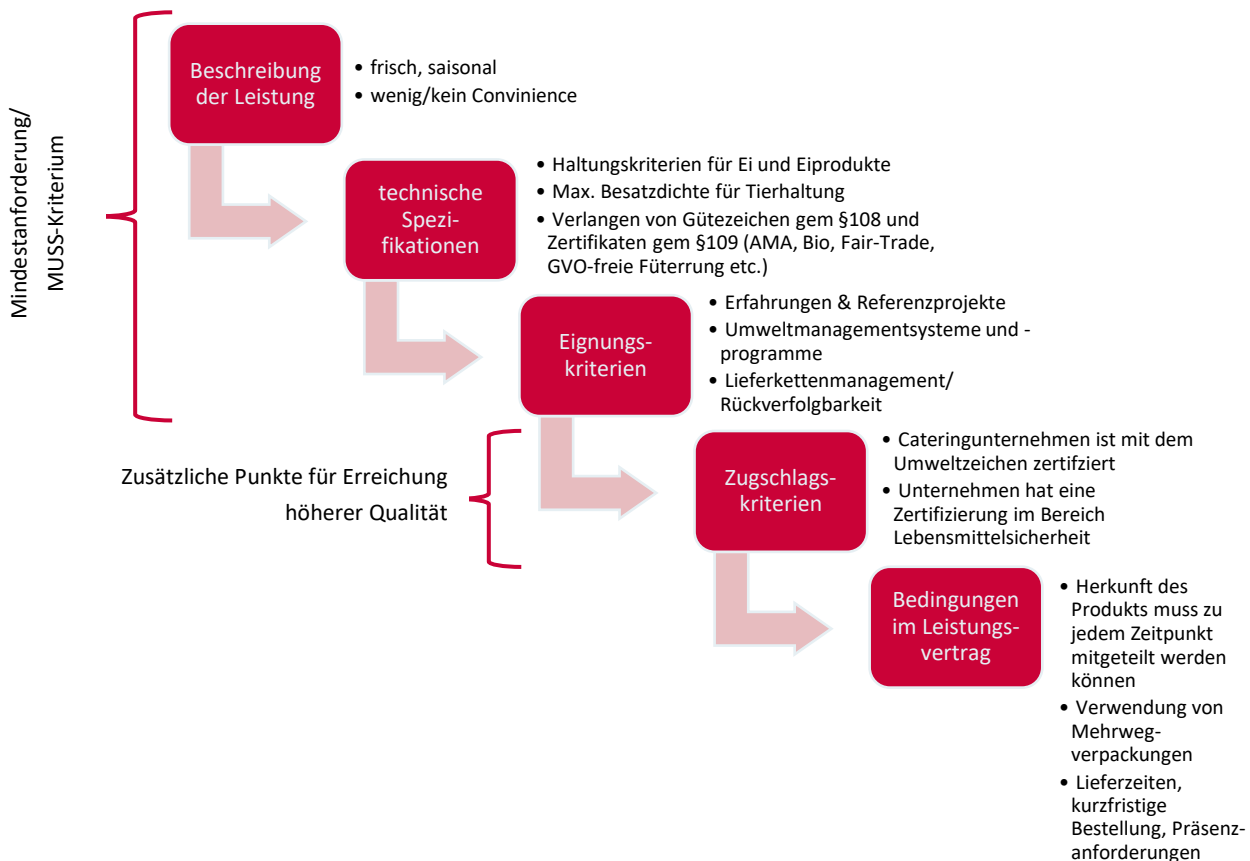 Mindestanforderung/
MUSS-Kriterium
Beschreibung
der Leistung
• frisch, saisonal
• wenig/kein Convinience
technische
Spezi-
fikationen
• Haltungskriterien für Ei und Eiprodukte
• Max. Besatzdichte für Tierhaltung
• Verlangen von Gütezeichen gem §108 und
Zertifikaten gem §109 (AMA, Bio, Fair-Trade,
GVO-freie Füterrung etc.)
Eignungs-
kriterien
• Erfahrungen & Referenzprojekte
• Umweltmanagementsysteme und -
programme
• Lieferkettenmanagement/
Rückverfolgbarkeit
Zusätzliche Punkte für Erreichung
höherer Qualität
Zugschlags-
kriterien
• Cateringunternehmen ist mit dem
Umweltzeichen zertifziert
• Unternehmen hat eine
Zertifizierung im Bereich
Lebensmittelsicherheit
Bedingungen
im Leistungs-
vertrag
• Herkunft des
Produkts muss zu
jedem Zeitpunkt
mitgeteilt werden
können
• Verwendung von
Mehrweg-
verpackungen
• Lieferzeiten,
kurzfristige
Bestellung, Präsenz-
anforderungen